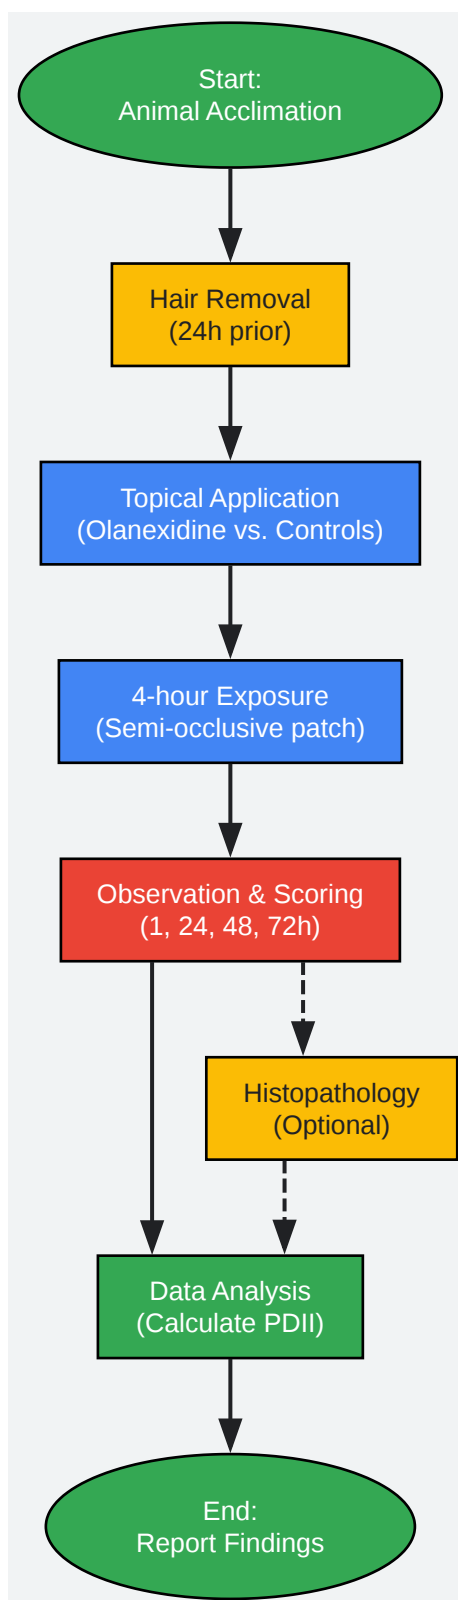 Start:
Animal Acclimation
Hair Removal
(24h prior)
Topical Application
(Olanexidine vs. Controls)
4-hour Exposure
(Semi-occlusive patch)
Observation & Scoring
(1, 24, 48, 72h)
Histopathology
(Optional)
Data Analysis
(Calculate PDII)
End:
Report Findings